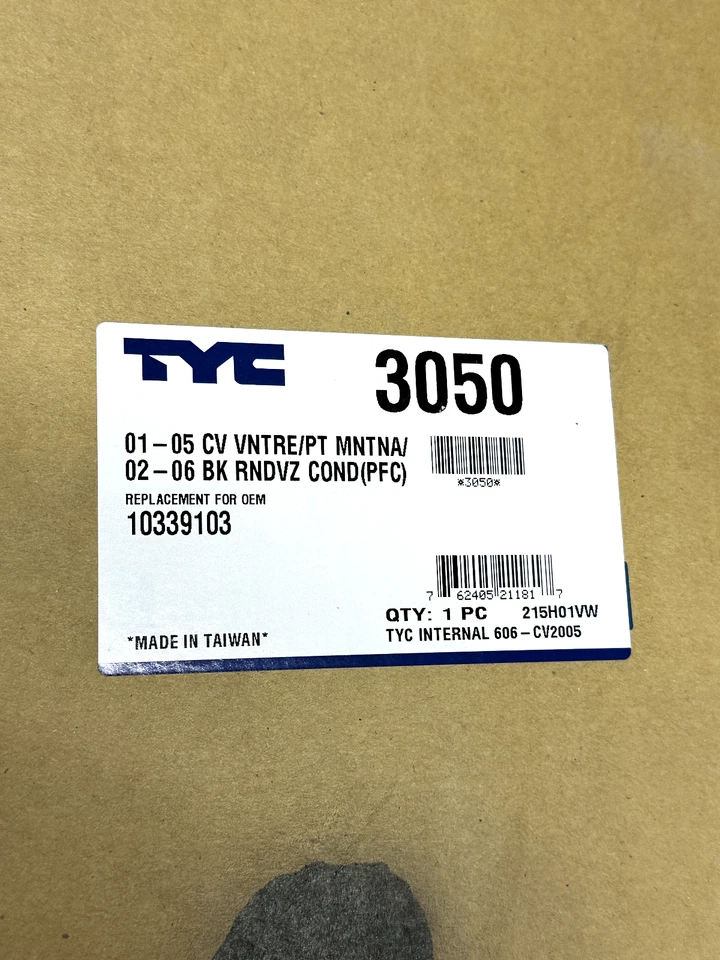 TYC
3050
01-05 CV VNTRE/PT MNTNA/
02-06 BK RNDVZ COND(PFC)
*3050*
REPLACEMENT FOR OEM
10339103
7 62405 21181 7
QTY: 1 PC 215H01VW
*MADE IN TAIWAN*
TYC INTERNAL 606-CV2005